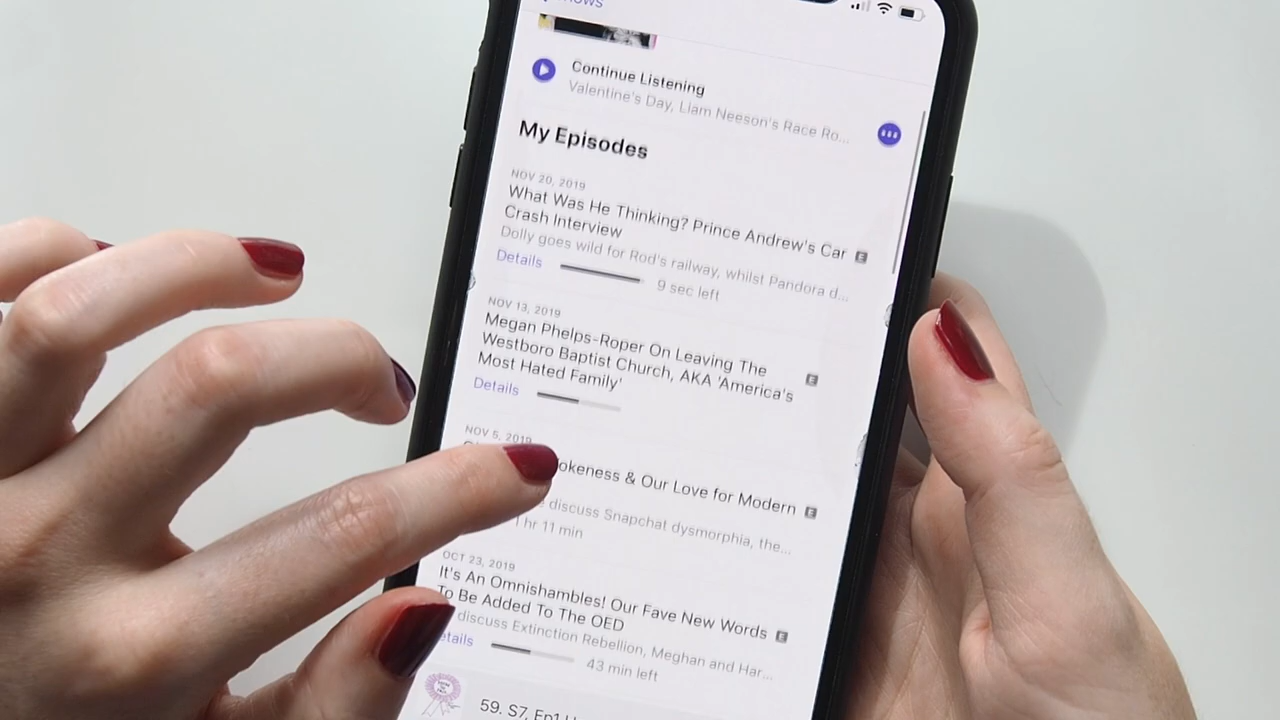 Continue Listening
Valentine's Day, Liam Neeson's Race Ro...
My Episodes
NOV 20, 2019
What Was He Thinking? Prince Andrew's Car
Crash Interview
Dolly goes wild for Rod's railway, whilst Pandora d...
Details
9 sec left
NOV 13, 2019
Megan Phelps-Roper On Leaving The
Westboro Baptist Church, AKA 'America's
Most Hated Family'
Details
NOV 5, 2019
okeness & Our Love for Modern
discuss Snapchat dysmorphia, the...
1 hr 11 min
OCT 23, 2019
It's An Omnishambles! Our Fave New Words
To Be Added To The OED
discuss Extinction Rebellion, Meghan and Har...
etails
43 min left
59. S7, Ep1